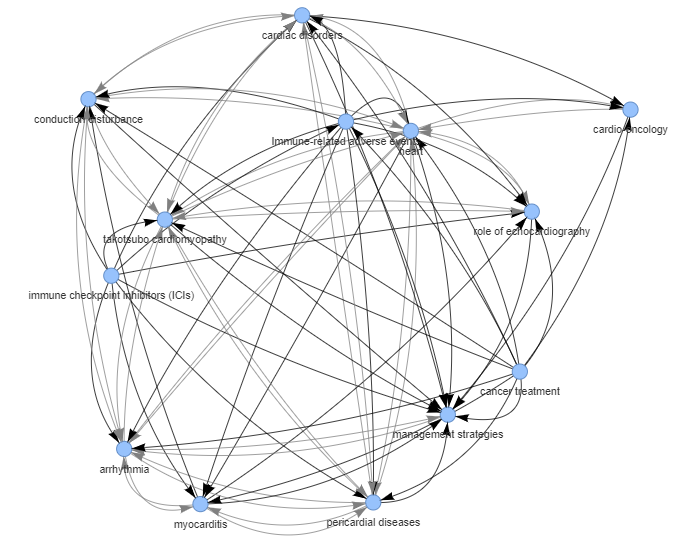 cardiac disorders
conduction disturbance
cardio-oncology
Immune-related adverse events
heart
role of echocardiography
takotsubo cardiomyopathy
immune checkpoint inhibitors (ICIs)
cancer treatment
management strategies
arrhythmia
myocarditis
pericardial diseases